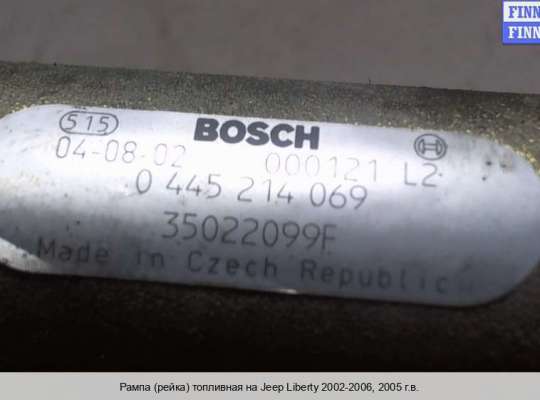 FINN
FINN
515
BOSCH
04-08-02 000121 L2
0 445 214 069
35022099F
Made in Czech Republic
Рампа (рейка) топливная на Jeep Liberty 2002-2006, 2005 г.в.